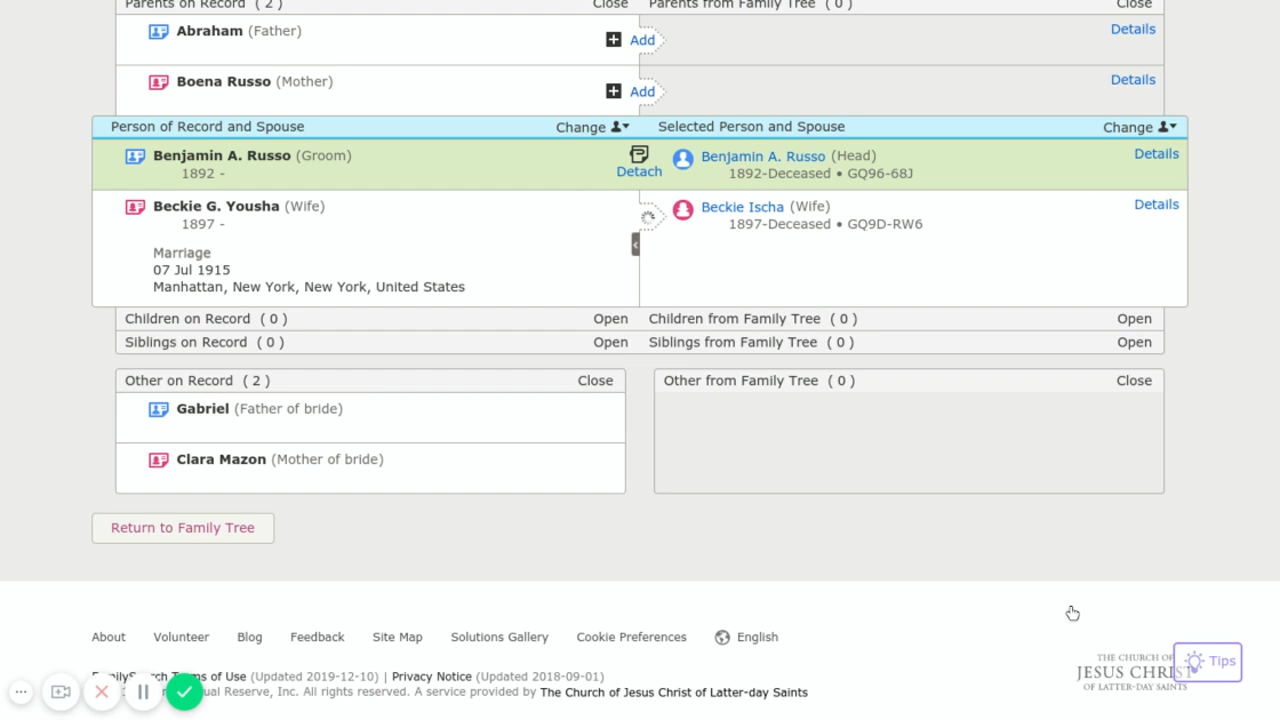 Parents on Record ( 2 ) Close Parents from Family Tree ( 0 ) Close
Abraham (Father) Add Details
Boena Russo (Mother) Add Details
Person of Record and Spouse Change Selected Person and Spouse Change
Benjamin A. Russo (Groom) Detach Benjamin A. Russo (Head) Details
1892 - 1892-Deceased • GQ96-68J
Beckie G. Yousha (Wife) Beckie Ischa (Wife) Details
1897 - 1897-Deceased • GQ9D-RW6
Marriage
07 Jul 1915
Manhattan, New York, New York, United States
Children on Record ( 0 ) Open Children from Family Tree ( 0 ) Open
Siblings on Record ( 0 ) Open Siblings from Family Tree ( 0 ) Open
Other on Record ( 2 ) Close Other from Family Tree ( 0 ) Close
Gabriel (Father of bride)
Clara Mazon (Mother of bride)
Return to Family Tree
About Volunteer Blog Feedback Site Map Solutions Gallery Cookie Preferences English
THE CHURCH OF
JESUS CHRIST
OF LATTER-DAY SAINTS
Tips
of Use (Updated 2019-12-10) | Privacy Notice (Updated 2018-09-01)
Reserve, Inc. All rights reserved. A service provided by The Church of Jesus Christ of Latter-day Saints